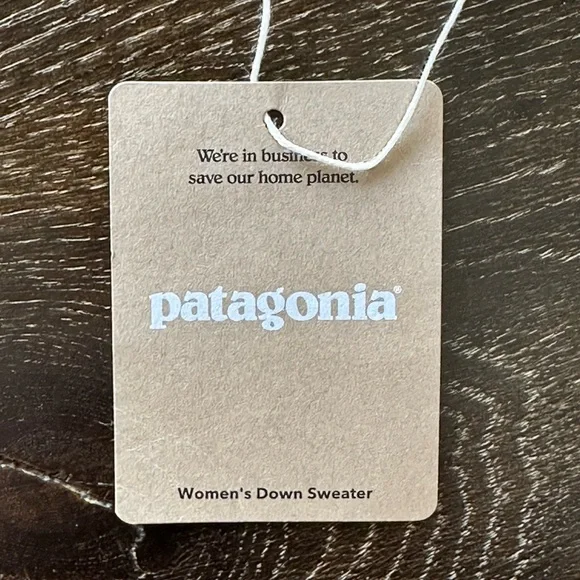 We're in business to
save our home planet.
patagonia®
Women's Down Sweater